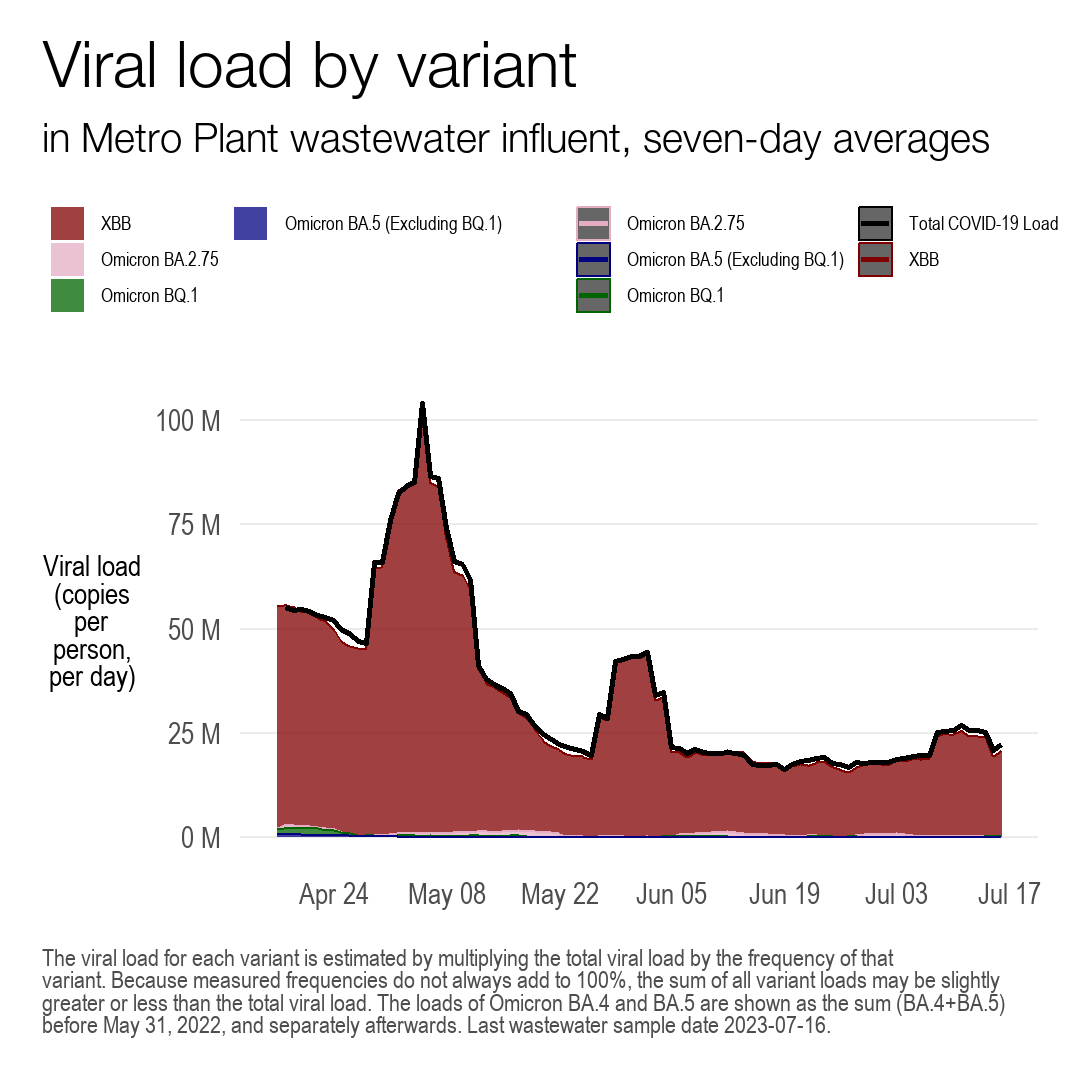 Viral load by variant
in Metro Plant wastewater influent, seven-day averages
XBB
Omicron BA.5 (Excluding BQ.1)
Omicron BA.2.75
Total COVID-19 Load
Omicron BA.2.75
Omicron BA.5 (Excluding BQ.1)
XBB
Omicron BQ.1
Omicron BQ.1
100 M
75 M
50 M
25 M
0 M
Viral load
(copies
per
person,
per day)
Apr 24
May 08
May 22
Jun 05
Jun 19
Jul 03
Jul 17
The viral load for each variant is estimated by multiplying the total viral load by the frequency of that
variant. Because measured frequencies do not always add to 100%, the sum of all variant loads may be slightly
greater or less than the total viral load. The loads of Omicron BA.4 and BA.5 are shown as the sum (BA.4+BA.5)
before May 31, 2022, and separately afterwards. Last wastewater sample date 2023-07-16.